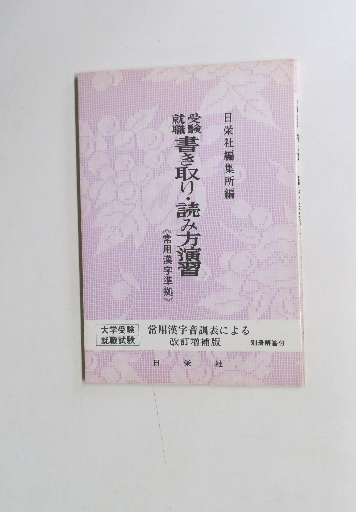 日栄社編集所編
受験
就職
書き取り・読み方演習
《常用漢字準拠》
大学受験
就職試験
常用漢字音訓表による
改訂増補版
別冊解答付
日栄社